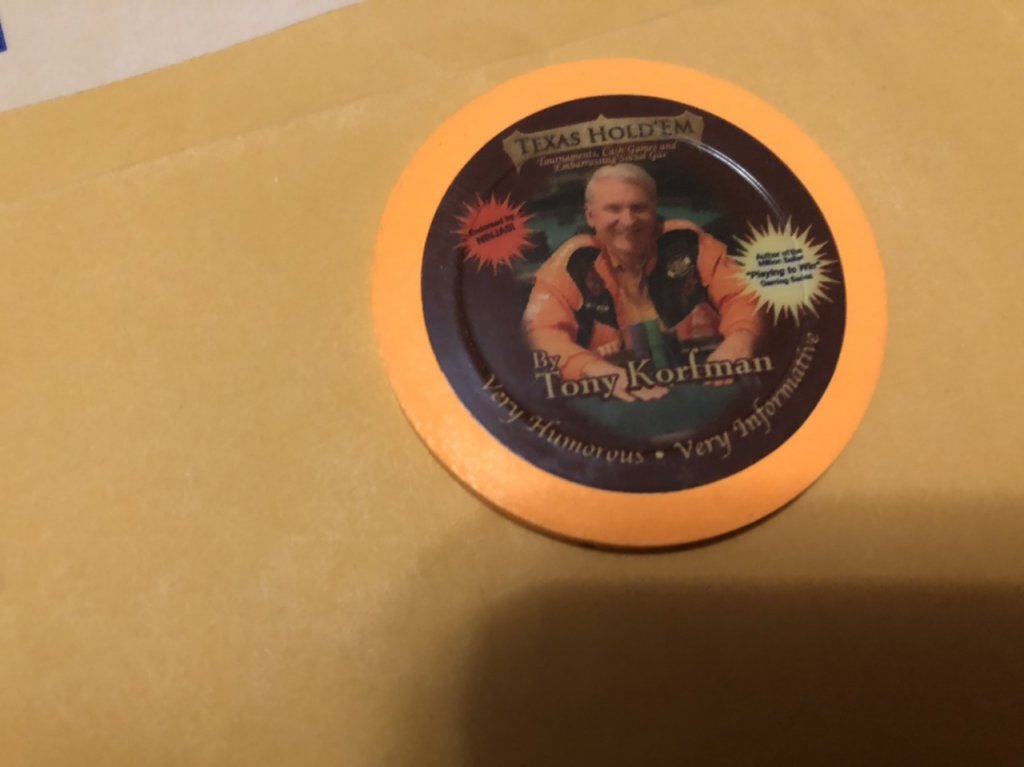 TEXAS HOLD'EM
Tournaments, Cash Games and
Embarrassing Social Gas
Endorsed by
NINJAS!
Author of the
Million Seller
"Playing to Win"
Gaming Series
By
Tony Korfman
Very Humorous • Very Informative